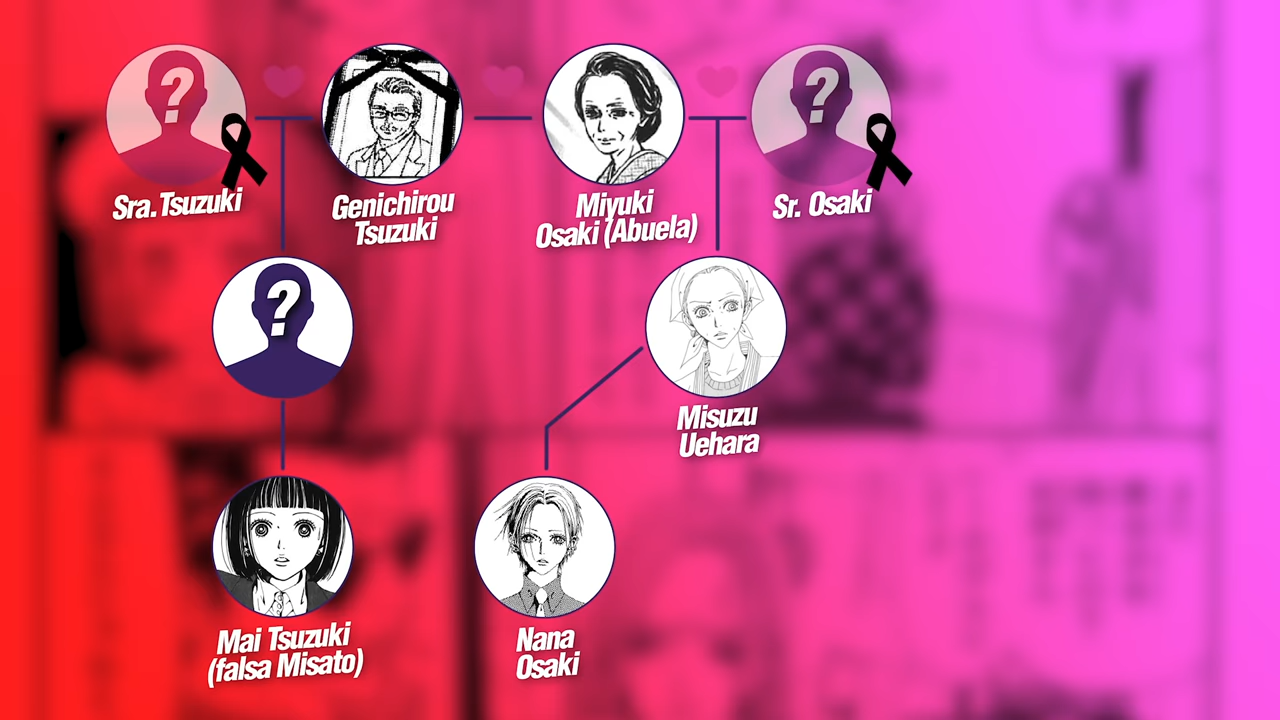 ?
?
Sra. Tsuzuki
Genichirou
Tsuzuki
Miyuki
Osaki (Abuela)
Sr. Osaki
?
Misuzu
Uehara
Mai Tsuzuki
(falsa Misato)
Nana
Osaki